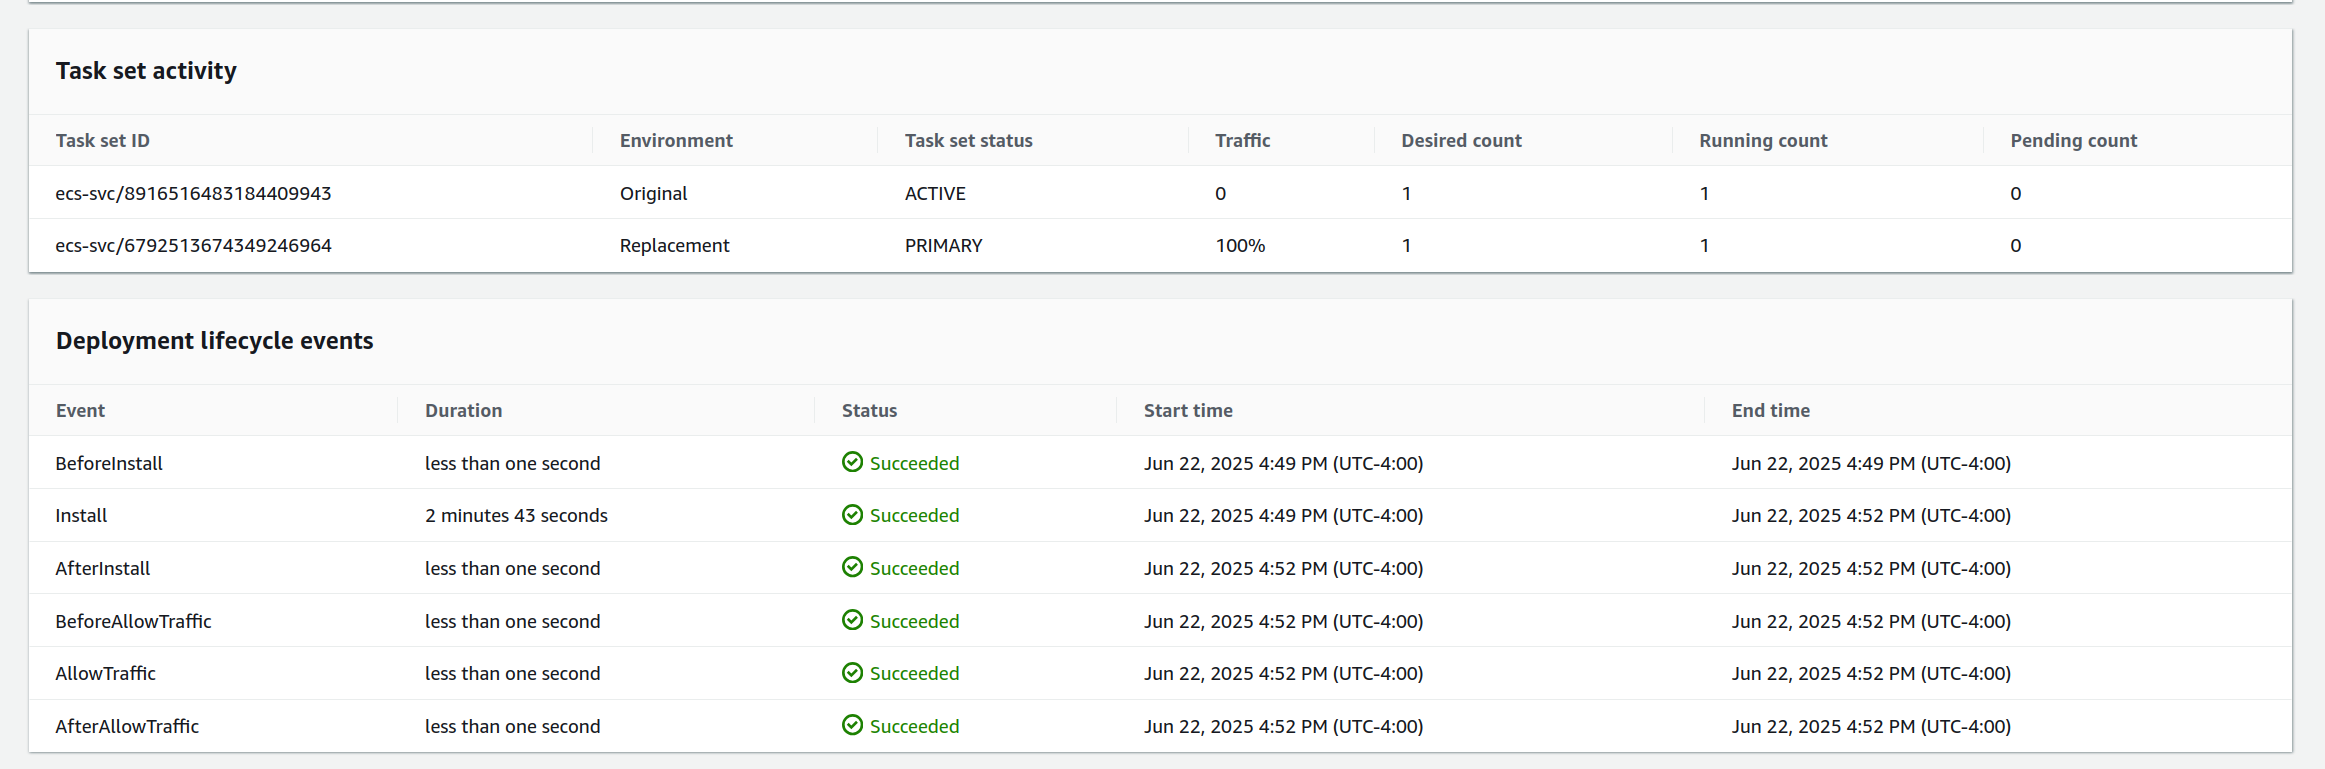 Task set activity
Task set ID Environment Task set status Traffic Desired count Running count Pending count
ecs-svc/8916516483184409943 Original ACTIVE 0 1 1 0
ecs-svc/6792513674349246964 Replacement PRIMARY 100% 1 1 0
Deployment lifecycle events
Event Duration Status Start time End time
BeforeInstall less than one second Succeeded Jun 22, 2025 4:49 PM (UTC-4:00) Jun 22, 2025 4:49 PM (UTC-4:00)
Install 2 minutes 43 seconds Succeeded Jun 22, 2025 4:49 PM (UTC-4:00) Jun 22, 2025 4:52 PM (UTC-4:00)
AfterInstall less than one second Succeeded Jun 22, 2025 4:52 PM (UTC-4:00) Jun 22, 2025 4:52 PM (UTC-4:00)
BeforeAllowTraffic less than one second Succeeded Jun 22, 2025 4:52 PM (UTC-4:00) Jun 22, 2025 4:52 PM (UTC-4:00)
AllowTraffic less than one second Succeeded Jun 22, 2025 4:52 PM (UTC-4:00) Jun 22, 2025 4:52 PM (UTC-4:00)
AfterAllowTraffic less than one second Succeeded Jun 22, 2025 4:52 PM (UTC-4:00) Jun 22, 2025 4:52 PM (UTC-4:00)